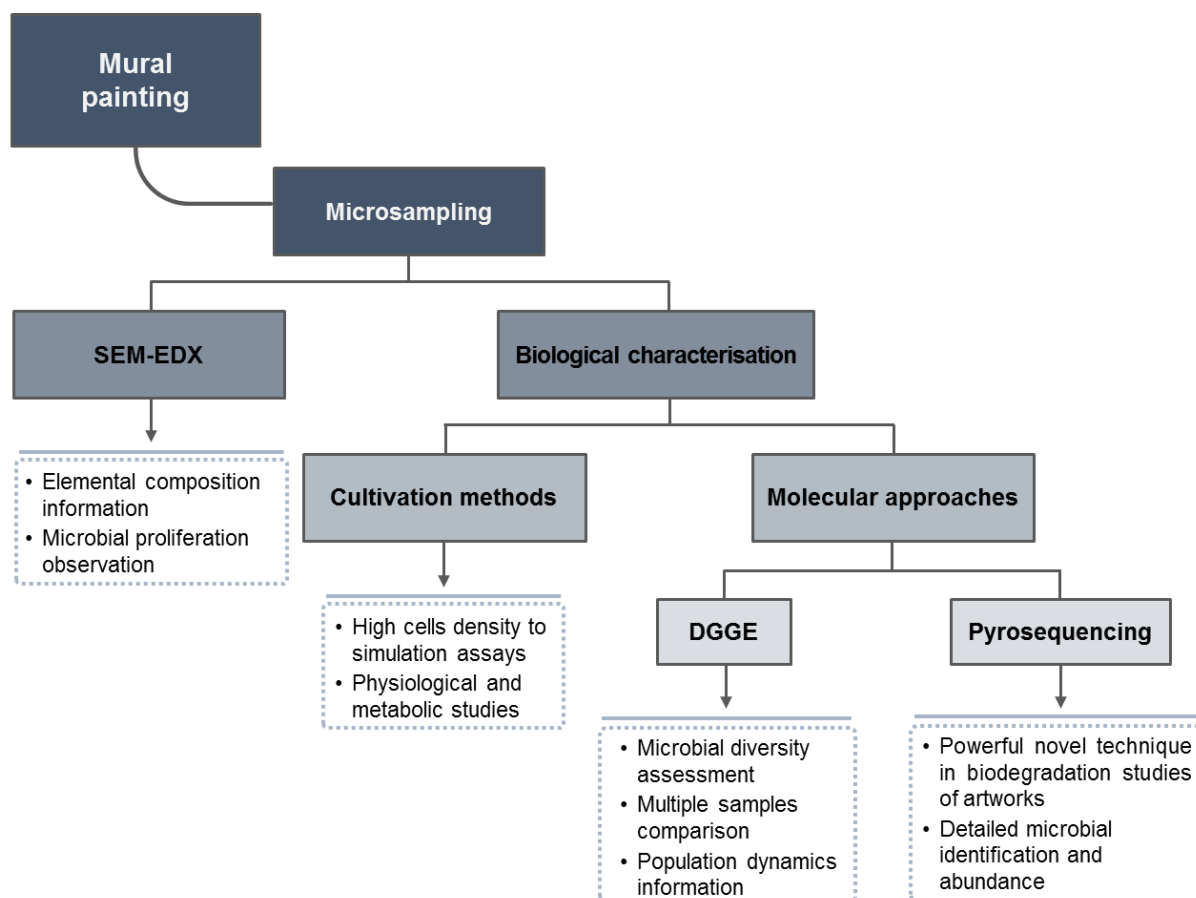 Mural
painting
Microsampling
SEM-EDX
Biological characterisation
• Elemental composition
information
• Microbial proliferation
observation
Cultivation methods
Molecular approaches
• High cells density to
simulation assays
• Physiological and
metabolic studies
DGGE
Pyrosequencing
• Microbial diversity
assessment
• Multiple samples
comparison
• Population dynamics
information
• Powerful novel technique
in biodegradation studies
of artworks
• Detailed microbial
identification and
abundance